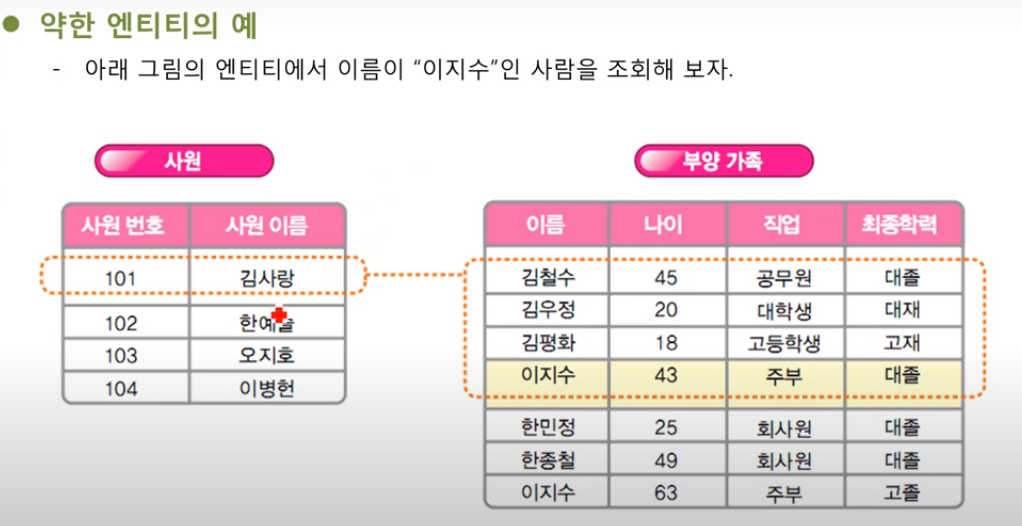 약한 엔티티의 예
- 아래 그림의 엔티티에서 이름이 “이지수”인 사람을 조회해 보자.
사원
사원 번호 사원 이름
101 김사랑
102 한예슬
103 오지호
104 이병헌
부양 가족
이름 나이 직업 최종학력
김철수 45 공무원 대졸
김우정 20 대학생 대재
김평화 18 고등학생 고재
이지수 43 주부 대졸
한민정 25 회사원 대졸
한종철 49 회사원 대졸
이지수 63 주부 고졸